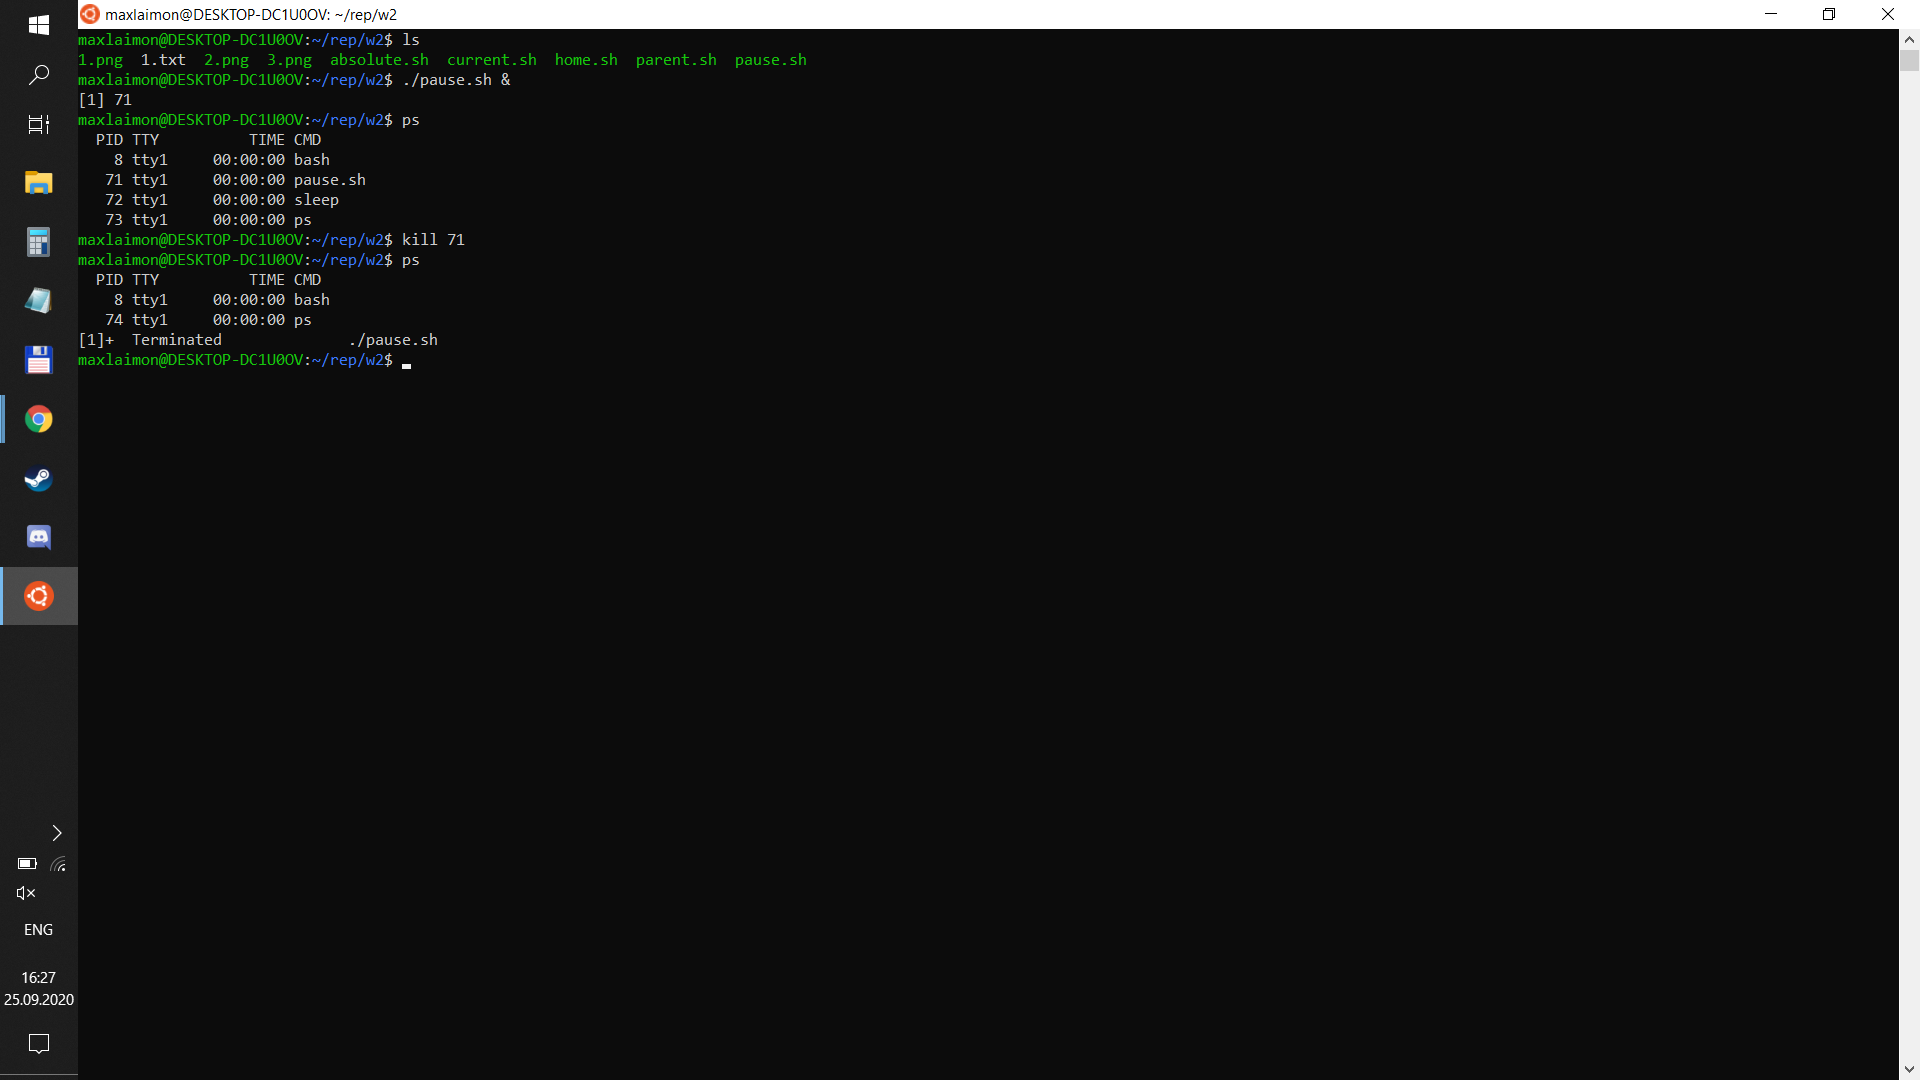 maxlaimon@DESKTOP-DC1U0OV: ~/rep/w2
maxlaimon@DESKTOP-DC1U0OV:~/rep/w2$ ls
1.png  1.txt  2.png  3.png  absolute.sh  current.sh  home.sh  parent.sh  pause.sh
maxlaimon@DESKTOP-DC1U0OV:~/rep/w2$ ./pause.sh &
[1] 71
maxlaimon@DESKTOP-DC1U0OV:~/rep/w2$ ps
  PID TTY          TIME CMD
    8 tty1     00:00:00 bash
   71 tty1     00:00:00 pause.sh
   72 tty1     00:00:00 sleep
   73 tty1     00:00:00 ps
maxlaimon@DESKTOP-DC1U0OV:~/rep/w2$ kill 71
maxlaimon@DESKTOP-DC1U0OV:~/rep/w2$ ps
  PID TTY          TIME CMD
    8 tty1     00:00:00 bash
   74 tty1     00:00:00 ps
[1]+  Terminated              ./pause.sh
maxlaimon@DESKTOP-DC1U0OV:~/rep/w2$
ENG
16:27
25.09.2020